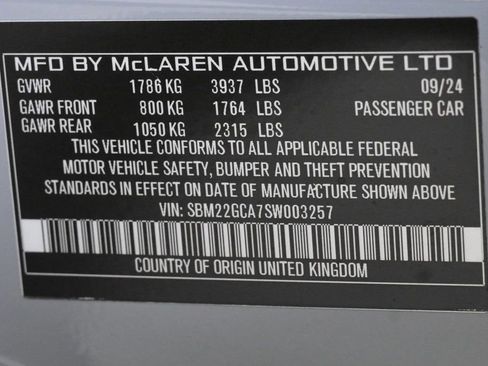 MFD BY McLAREN AUTOMOTIVE LTD
GVWR 1786 KG 3937 LBS 09/24
GAWR FRONT 800 KG 1764 LBS PASSENGER CAR
GAWR REAR 1050 KG 2315 LBS
THIS VEHICLE CONFORMS TO ALL APPLICABLE FEDERAL
MOTOR VEHICLE SAFETY, BUMPER AND THEFT PREVENTION
STANDARDS IN EFFECT ON DATE OF MANUFACTURE SHOWN ABOVE
VIN: SBM22GCA7SW003257
COUNTRY OF ORIGIN UNITED KINGDOM